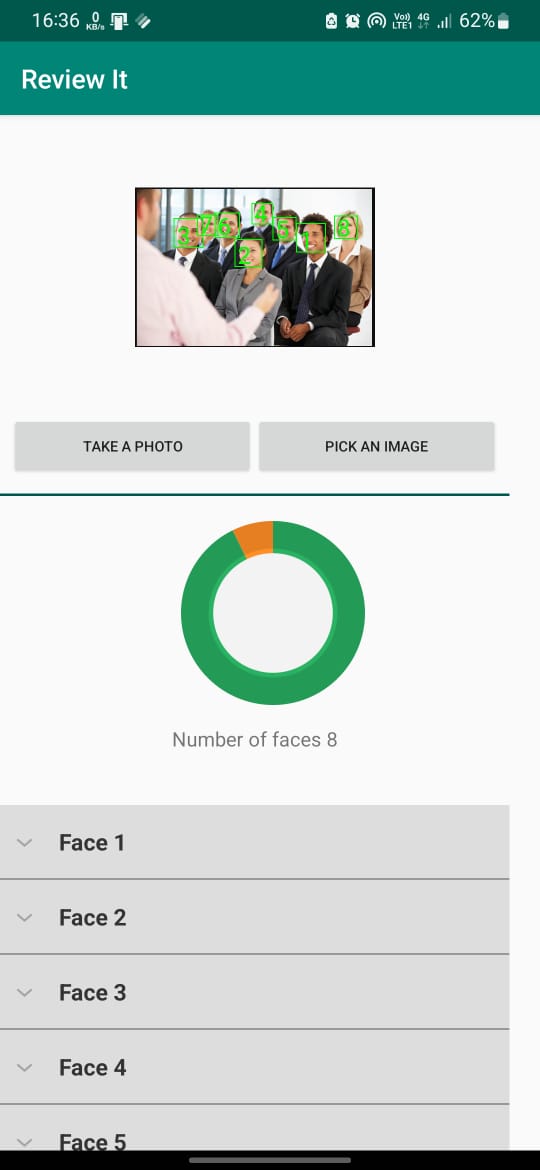 16:36 0 KB/s Vo)) LTE1 4G 62%
Review It
3 7 6 4 5 1 8
2
TAKE A PHOTO PICK AN IMAGE
Number of faces 8
Face 1
Face 2
Face 3
Face 4
Face 5